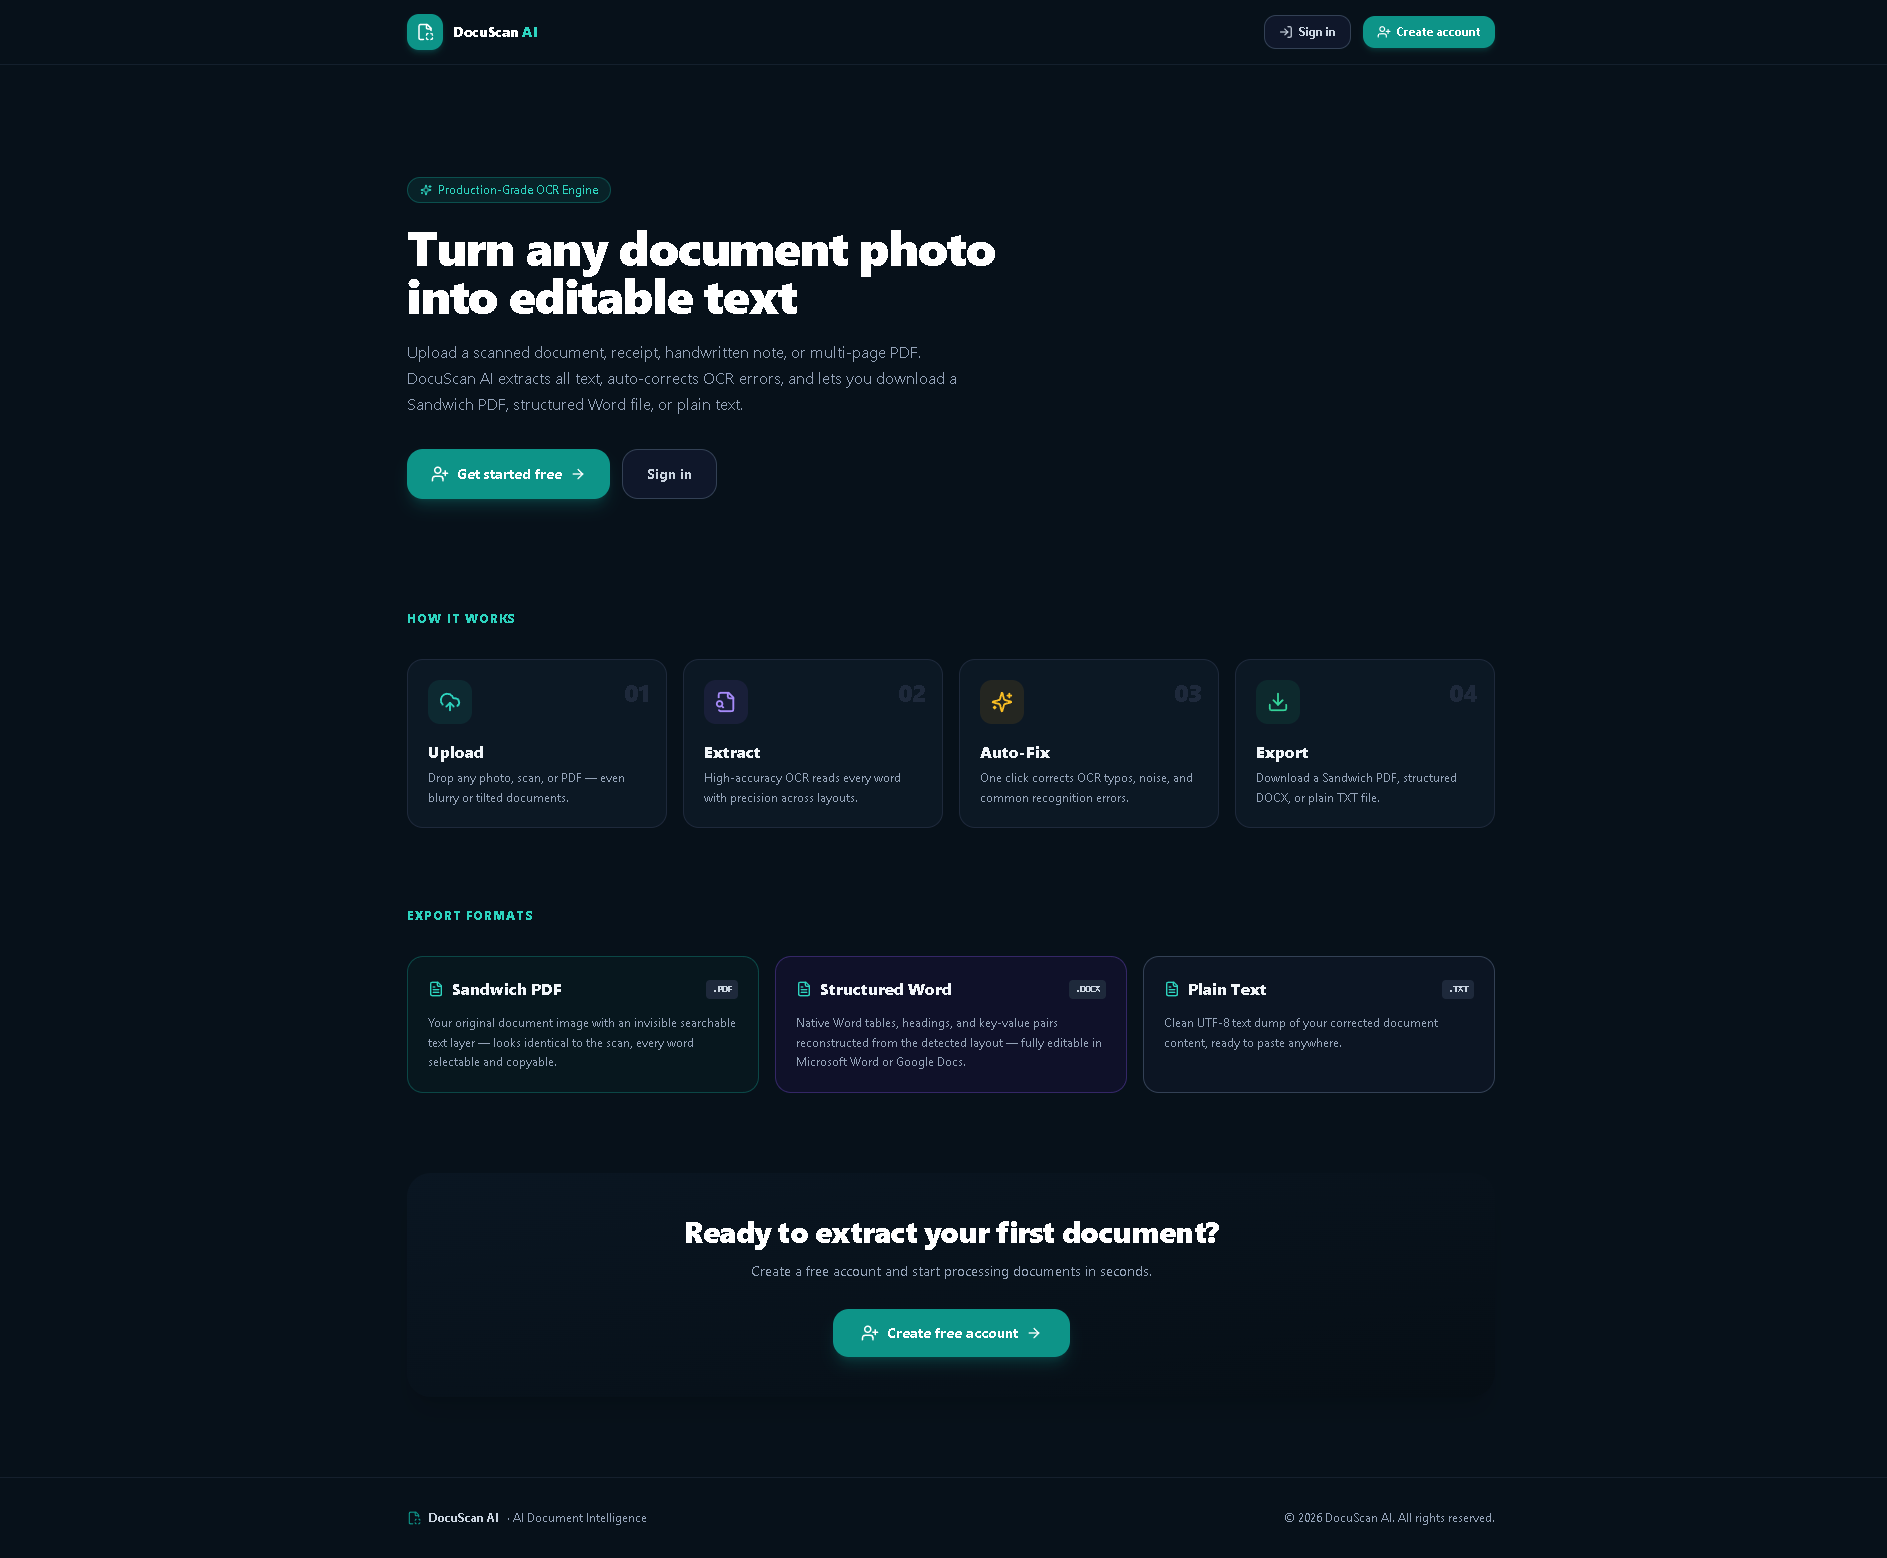 DocuScan AI
Sign in
Create account
Production-Grade OCR Engine
Turn any document photo
into editable text
Upload a scanned document, receipt, handwritten note, or multi-page PDF.
DocuScan AI extracts all text, auto-corrects OCR errors, and lets you download a
Sandwich PDF, structured Word file, or plain text.
Get started free
Sign in
HOW IT WORKS
01
Upload
Drop any photo, scan, or PDF — even
blurry or tilted documents.
02
Extract
High-accuracy OCR reads every word
with precision across layouts.
03
Auto-Fix
One click corrects OCR typos, noise, and
common recognition errors.
04
Export
Download a Sandwich PDF, structured
DOCX, or plain TXT file.
EXPORT FORMATS
Sandwich PDF
.PDF
Your original document image with an invisible searchable
text layer — looks identical to the scan, every word
selectable and copyable.
Structured Word
.DOCX
Native Word tables, headings, and key-value pairs
reconstructed from the detected layout — fully editable in
Microsoft Word or Google Docs.
Plain Text
.TXT
Clean UTF-8 text dump of your corrected document
content, ready to paste anywhere.
Ready to extract your first document?
Create a free account and start processing documents in seconds.
Create free account
DocuScan AI · AI Document Intelligence
© 2026 DocuScan AI. All rights reserved.